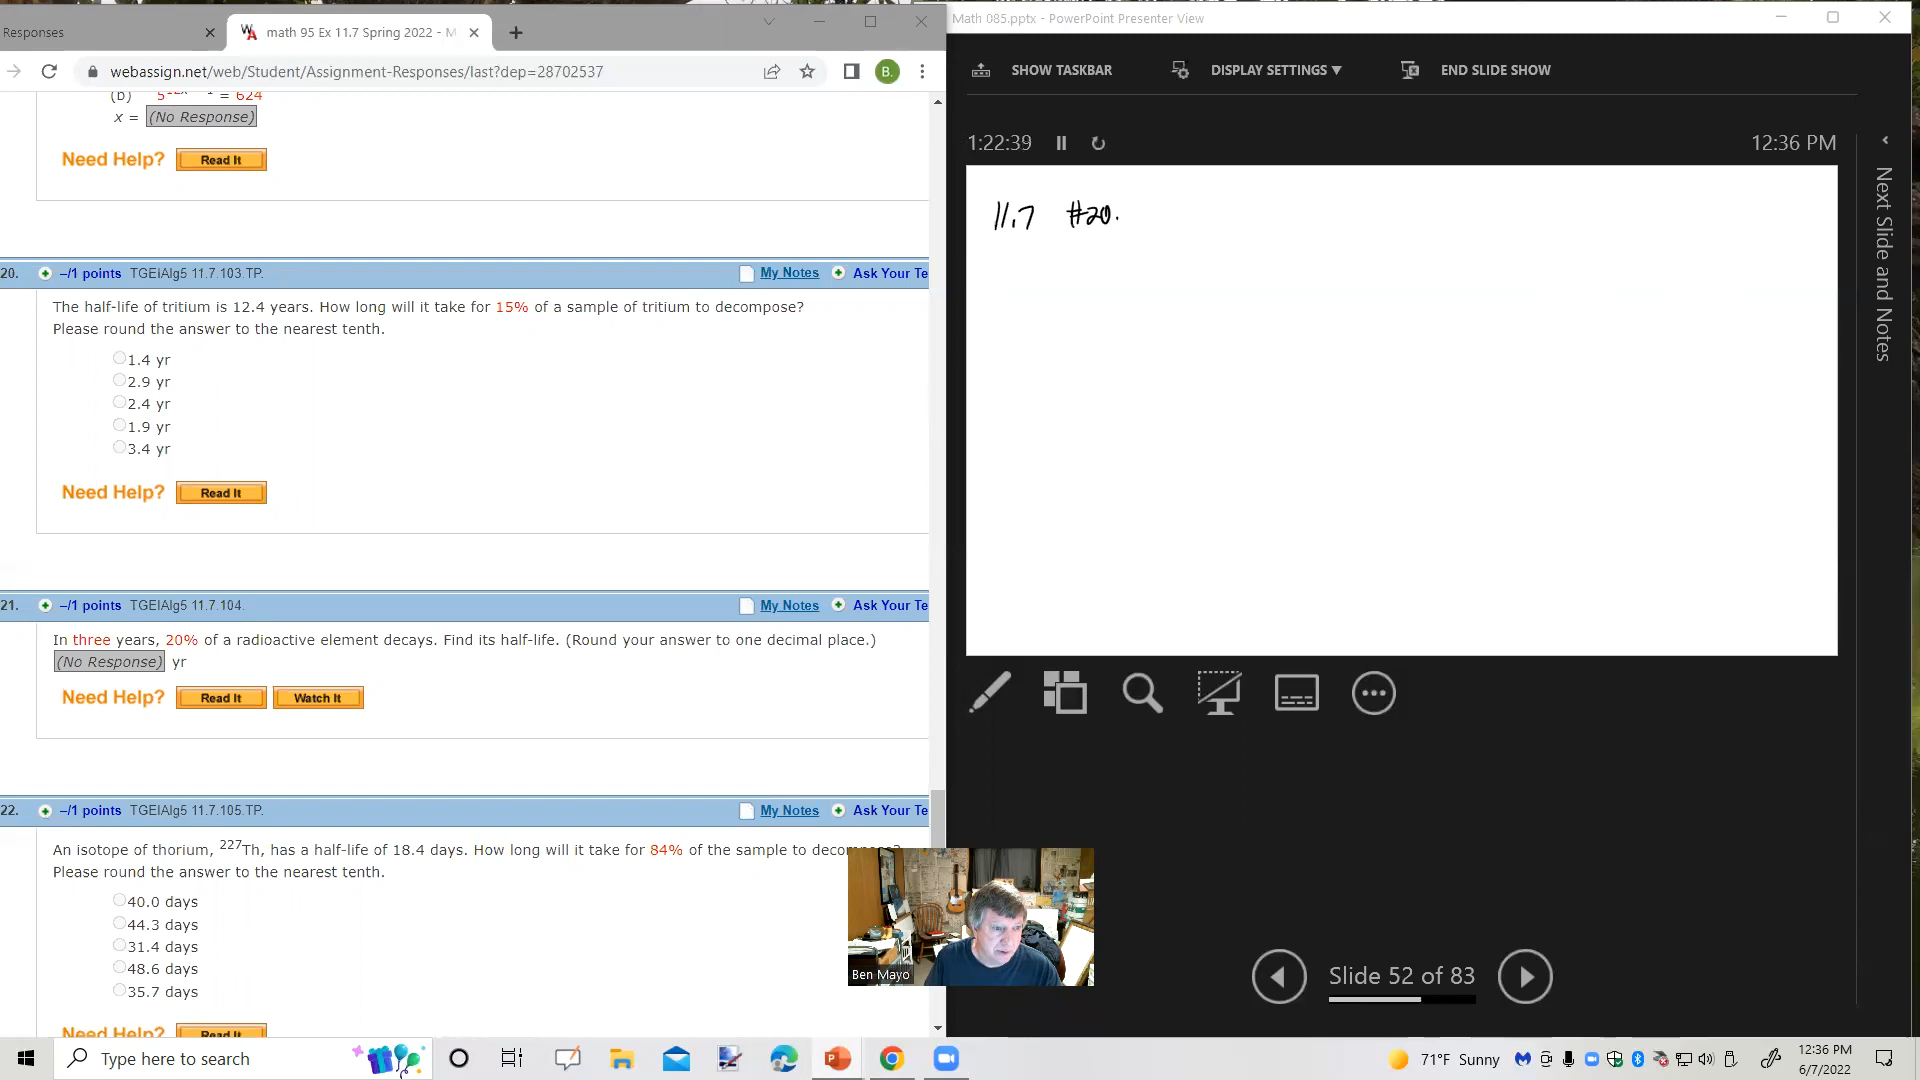 Responses
math 95 Ex 11.7 Spring 2022 - M
webassign.net/web/Student/Assignment-Responses/last?dep=28702537
B.
(b)
= 624
x = (No Response)
Need Help? Read It
20. –/1 points TGEiAlg5 11.7.103.TP. My Notes Ask Your Te
The half-life of tritium is 12.4 years. How long will it take for 15% of a sample of tritium to decompose?
Please round the answer to the nearest tenth.
1.4 yr
2.9 yr
2.4 yr
1.9 yr
3.4 yr
Need Help? Read It
21. –/1 points TGEIAlg5 11.7.104. My Notes Ask Your Te
In three years, 20% of a radioactive element decays. Find its half-life. (Round your answer to one decimal place.)
(No Response) yr
Need Help? Read It Watch It
22. –/1 points TGEIAlg5 11.7.105.TP. My Notes Ask Your Te
An isotope of thorium, 227Th, has a half-life of 18.4 days. How long will it take for 84% of the sample to decompose?
Please round the answer to the nearest tenth.
40.0 days
44.3 days
31.4 days
48.6 days
35.7 days
Need Help? Read It
Math 085.pptx - PowerPoint Presenter View
SHOW TASKBAR DISPLAY SETTINGS END SLIDE SHOW
1:22:39 12:36 PM
11.7 #20.
Next Slide and Notes
Ben Mayo
Slide 52 of 83
Type here to search
71°F Sunny
12:36 PM
6/7/2022